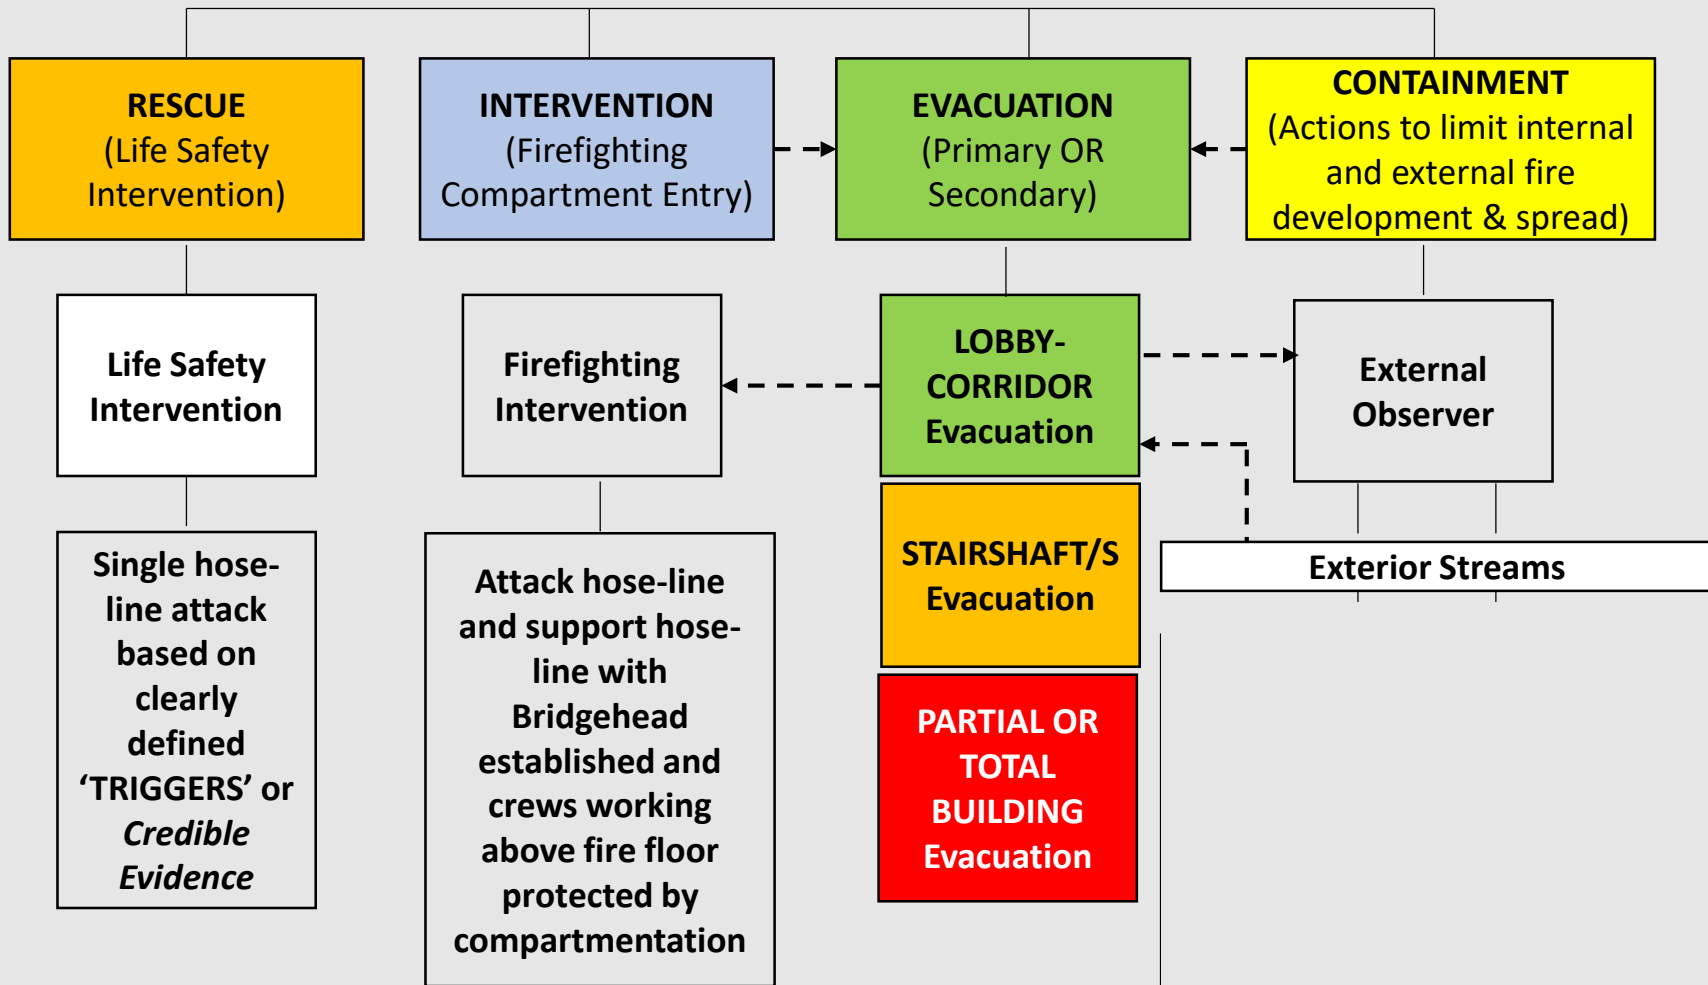 RESCUE
(Life Safety
Intervention)
INTERVENTION
(Firefighting
Compartment Entry)
EVACUATION
(Primary OR
Secondary)
CONTAINMENT
(Actions to limit internal
and external fire
development & spread)
Life Safety
Intervention
Firefighting
Intervention
LOBBY-
CORRIDOR
Evacuation
External
Observer
STAIRSHAFT/S
Evacuation
Exterior Streams
Single hose-
line attack
based on
clearly
defined
‘TRIGGERS’ or
Credible
Evidence
Attack hose-line
and support hose-
line with
Bridgehead
established and
crews working
above fire floor
protected by
compartmentation
PARTIAL OR
TOTAL
BUILDING
Evacuation